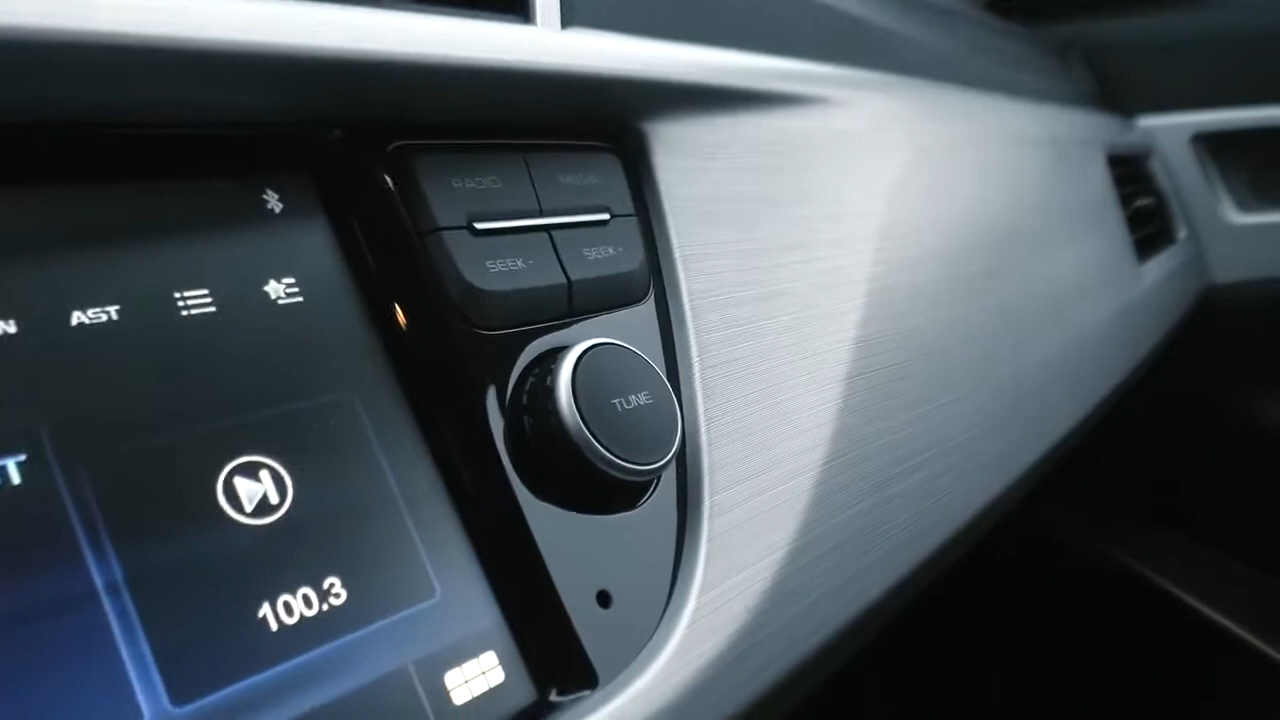 RADIO MEDIA
SEEK- SEEK+
N AST
TUNE
T
100.3